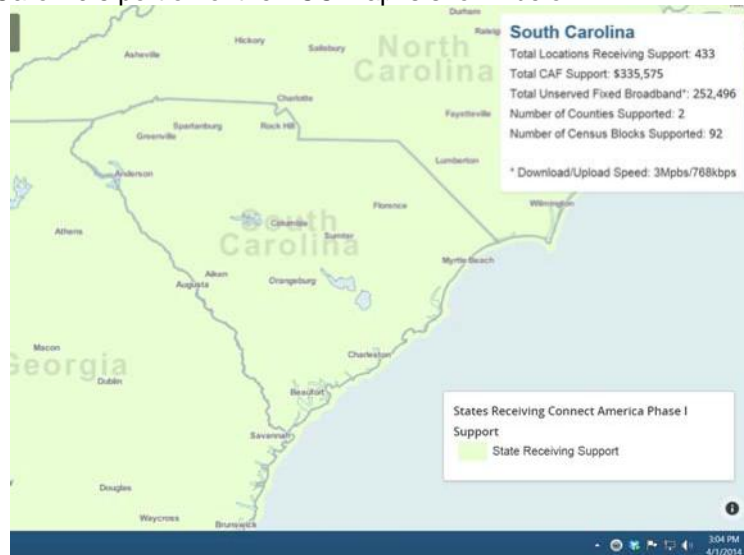 Durham
Hickory
Salisbury
North
Carolina
Asheville
Charlotte
Fayetteville
Spartanburg
Rock Hill
Greenville
Lumberton
Anderson
Wilmington
Florence
South
Carolina
Columbia
Sumter
Athens
Myrtle Beach
Aiken
Augusta
Orangeburg
Macon
Georgia
Dublin
Charleston
Beaufort
Savannah
Douglas
Waycross
Brunswick
South Carolina
Total Locations Receiving Support: 433
Total CAF Support: $335,575
Total Unserved Fixed Broadband*: 252,496
Number of Counties Supported: 2
Number of Census Blocks Supported: 92
* Download/Upload Speed: 3Mpbs/768kbps
States Receiving Connect America Phase I
Support
State Receiving Support
3:04 PM
4/1/2014